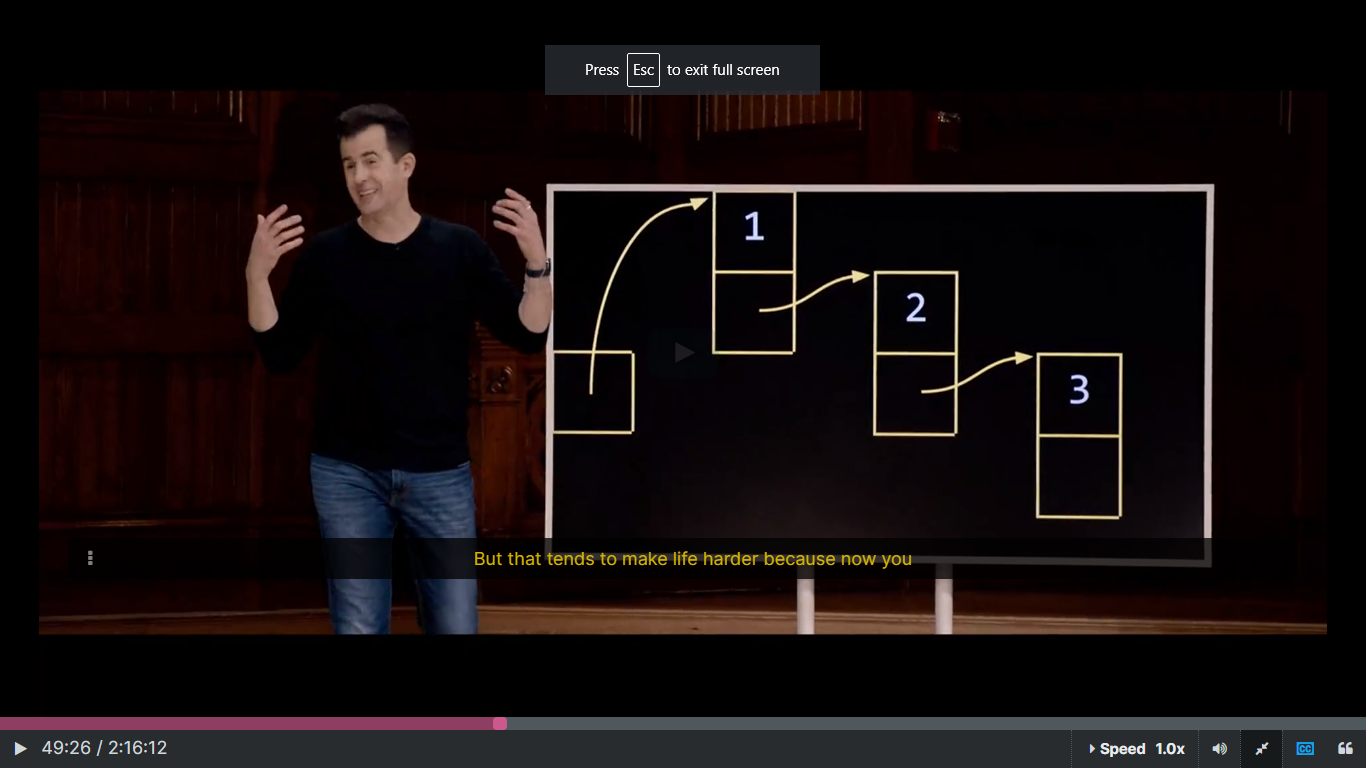 Press Esc to exit full screen
1
2
3
But that tends to make life harder because now you
49:26 / 2:16:12
Speed 1.0x
CC